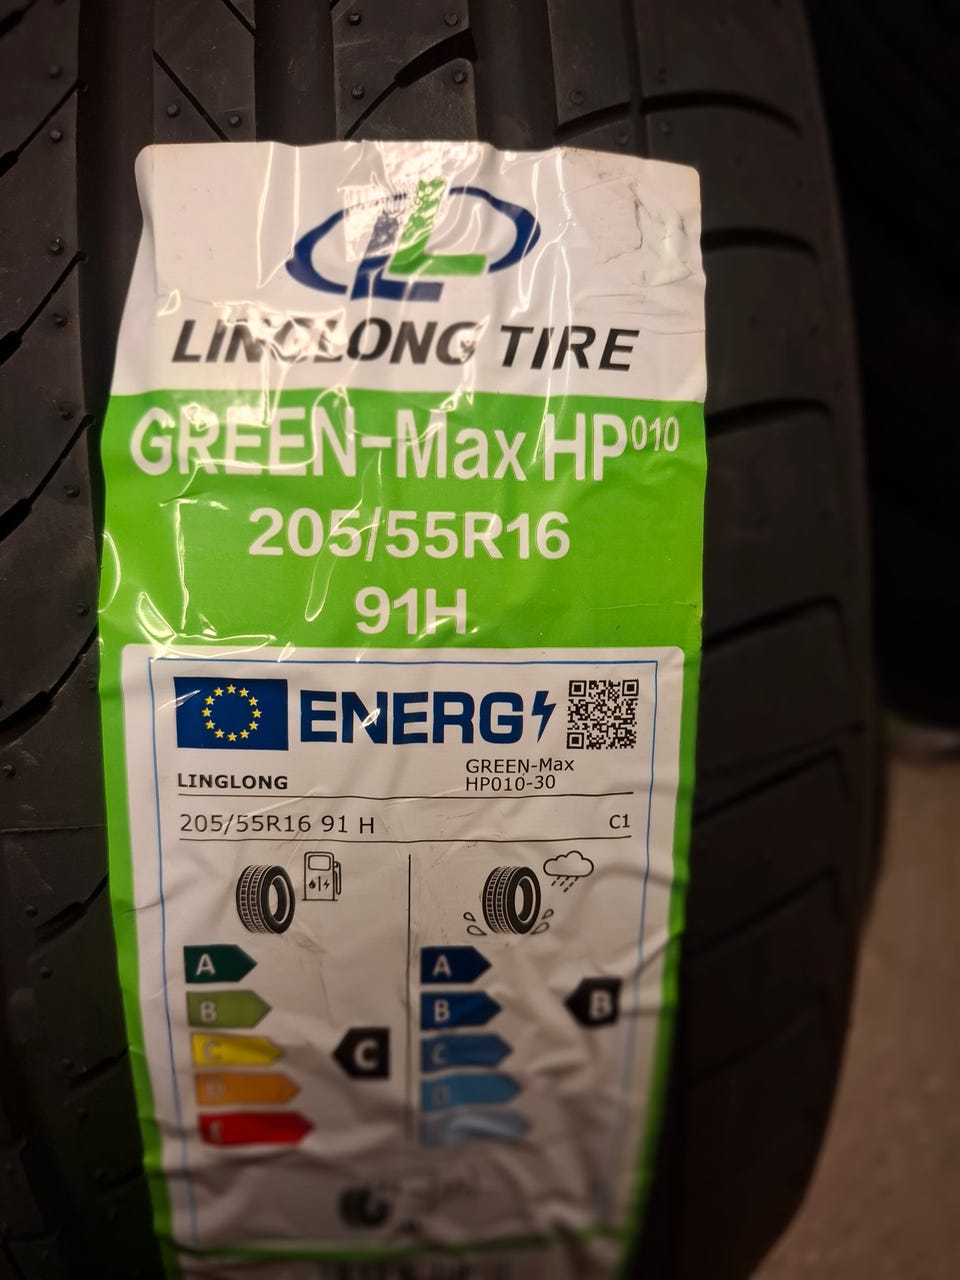 LINGLONG TIRE
GREEN-Max HP010
205/55R16
91H
ENERG
LINGLONG
GREEN-Max
HP010-30
205/55R16 91 H
C1
A
B
C
D
E
C
A
B
C
D
E
B